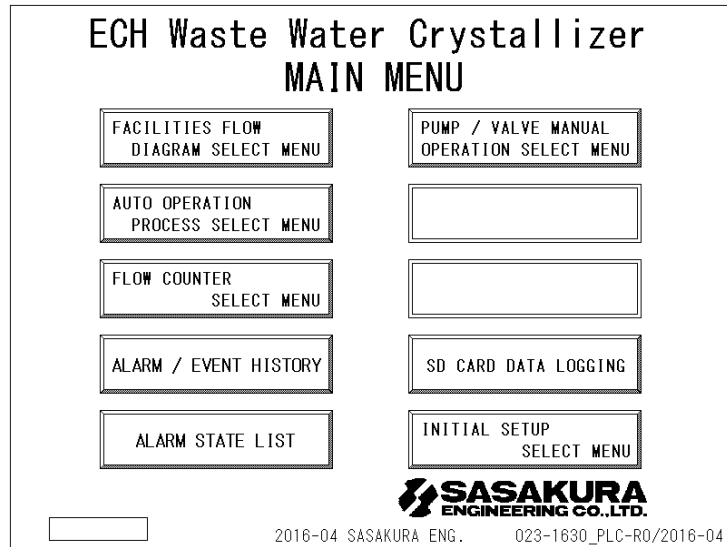 ECH Waste Water Crystallizer
MAIN MENU
FACILITIES FLOW
DIAGRAM SELECT MENU
PUMP / VALVE MANUAL
OPERATION SELECT MENU
AUTO OPERATION
PROCESS SELECT MENU
FLOW COUNTER
SELECT MENU
ALARM / EVENT HISTORY
SD CARD DATA LOGGING
ALARM STATE LIST
INITIAL SETUP
SELECT MENU
SASAKURA
ENGINEERING CO.,LTD.
2016-04 SASAKURA ENG.
023-1630_PLC-R0/2016-04